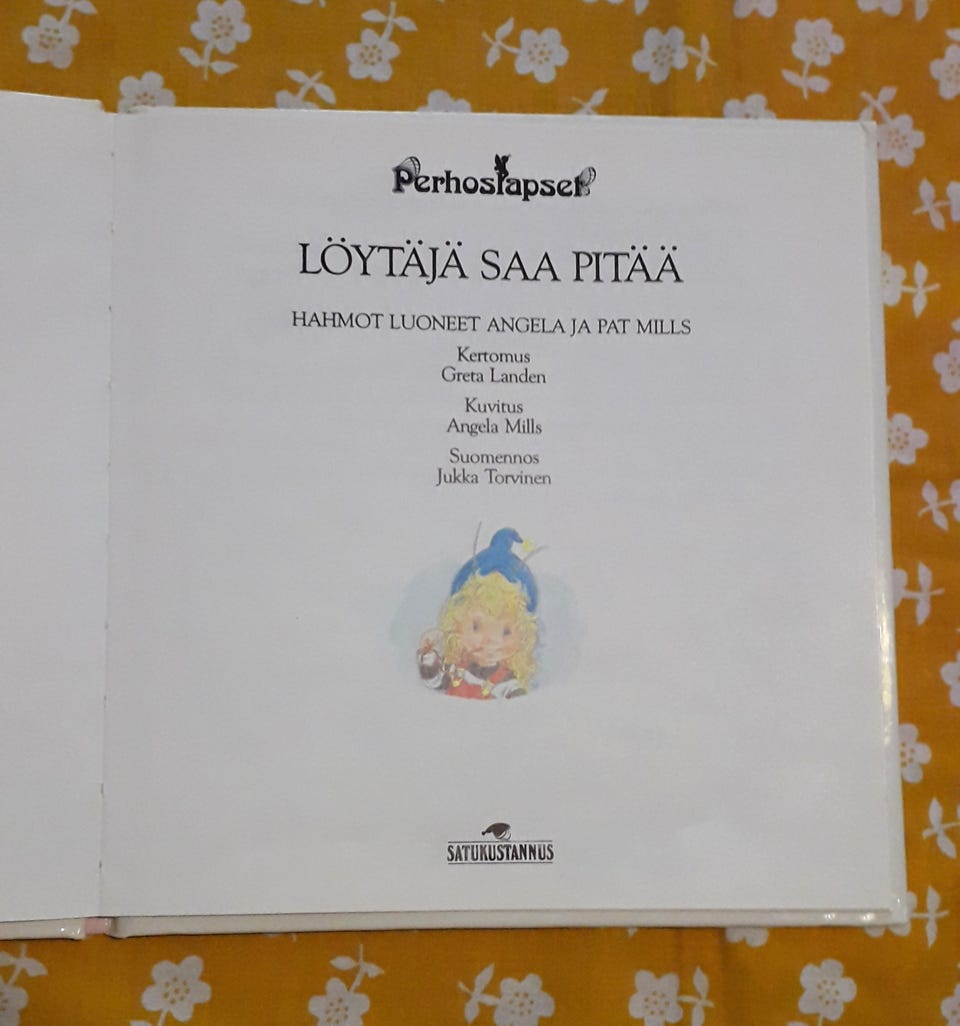 Perhoslapset
LÖYTÄJÄ SAA PITÄÄ
HAHMOT LUONEET ANGELA JA PAT MILLS
Kertomus
Greta Landen
Kuvitus
Angela Mills
Suomennos
Jukka Torvinen
SATUKUSTANNUS